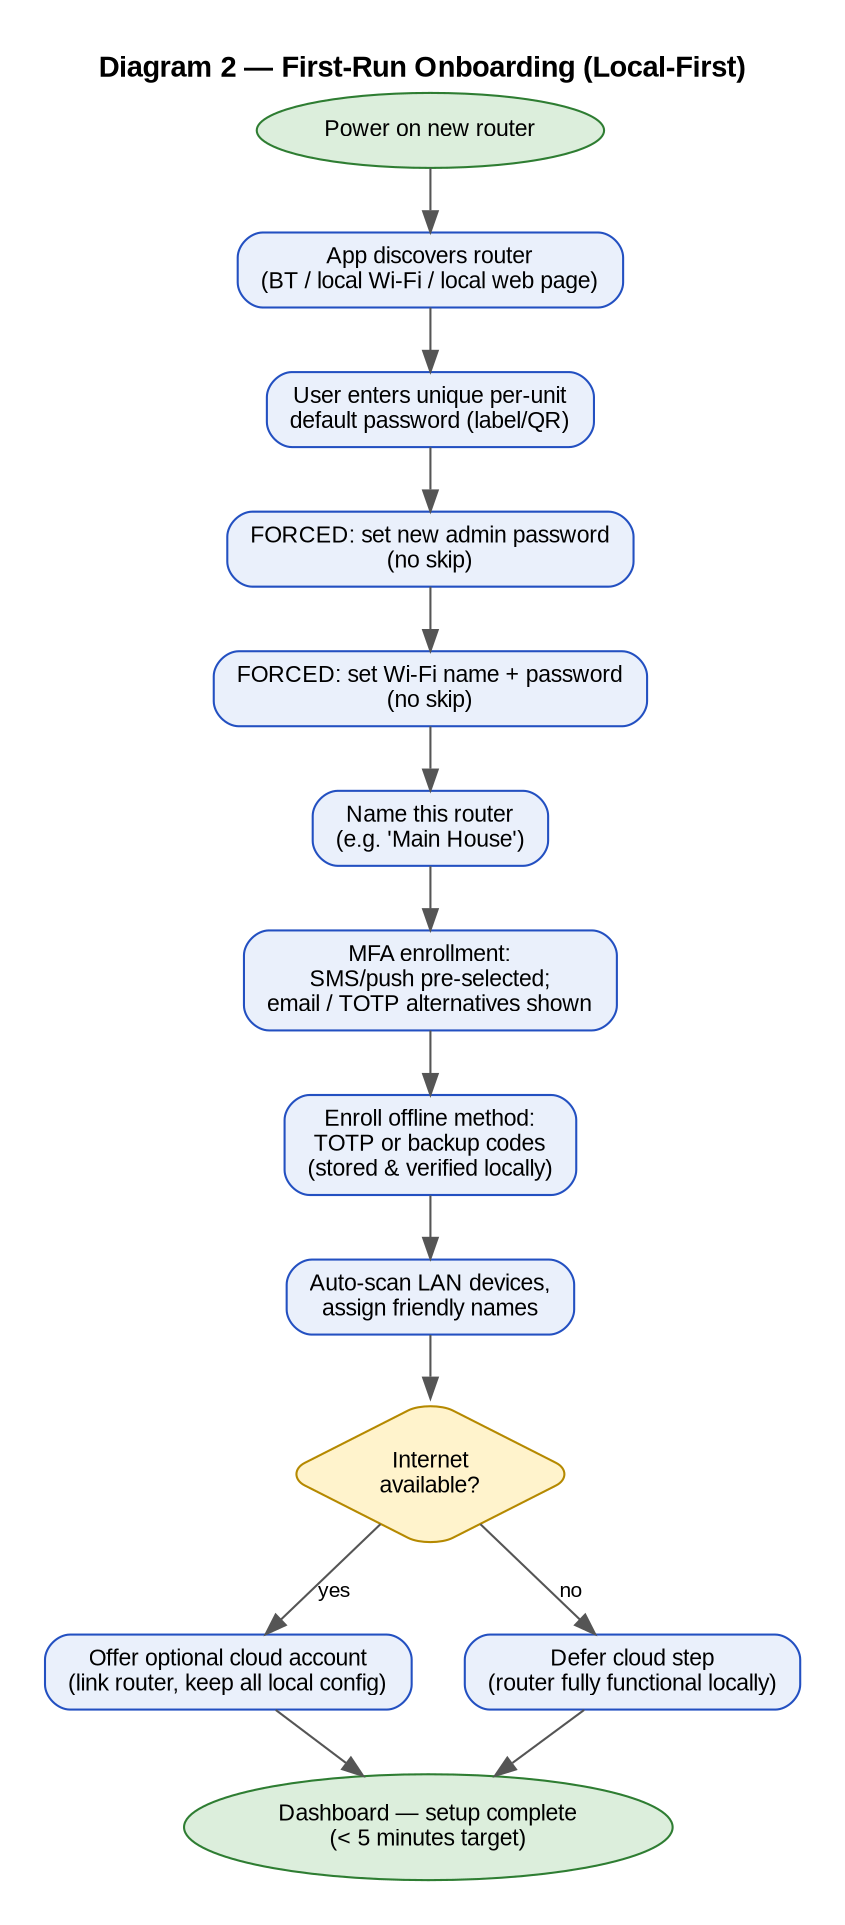 Diagram 2 — First-Run Onboarding (Local-First)
Power on new router
App discovers router
(BT / local Wi-Fi / local web page)
User enters unique per-unit
default password (label/QR)
FORCED: set new admin password
(no skip)
FORCED: set Wi-Fi name + password
(no skip)
Name this router
(e.g. 'Main House')
MFA enrollment:
SMS/push pre-selected;
email / TOTP alternatives shown
Enroll offline method:
TOTP or backup codes
(stored & verified locally)
Auto-scan LAN devices,
assign friendly names
Internet
available?
yes
no
Offer optional cloud account
(link router, keep all local config)
Defer cloud step
(router fully functional locally)
Dashboard — setup complete
(< 5 minutes target)